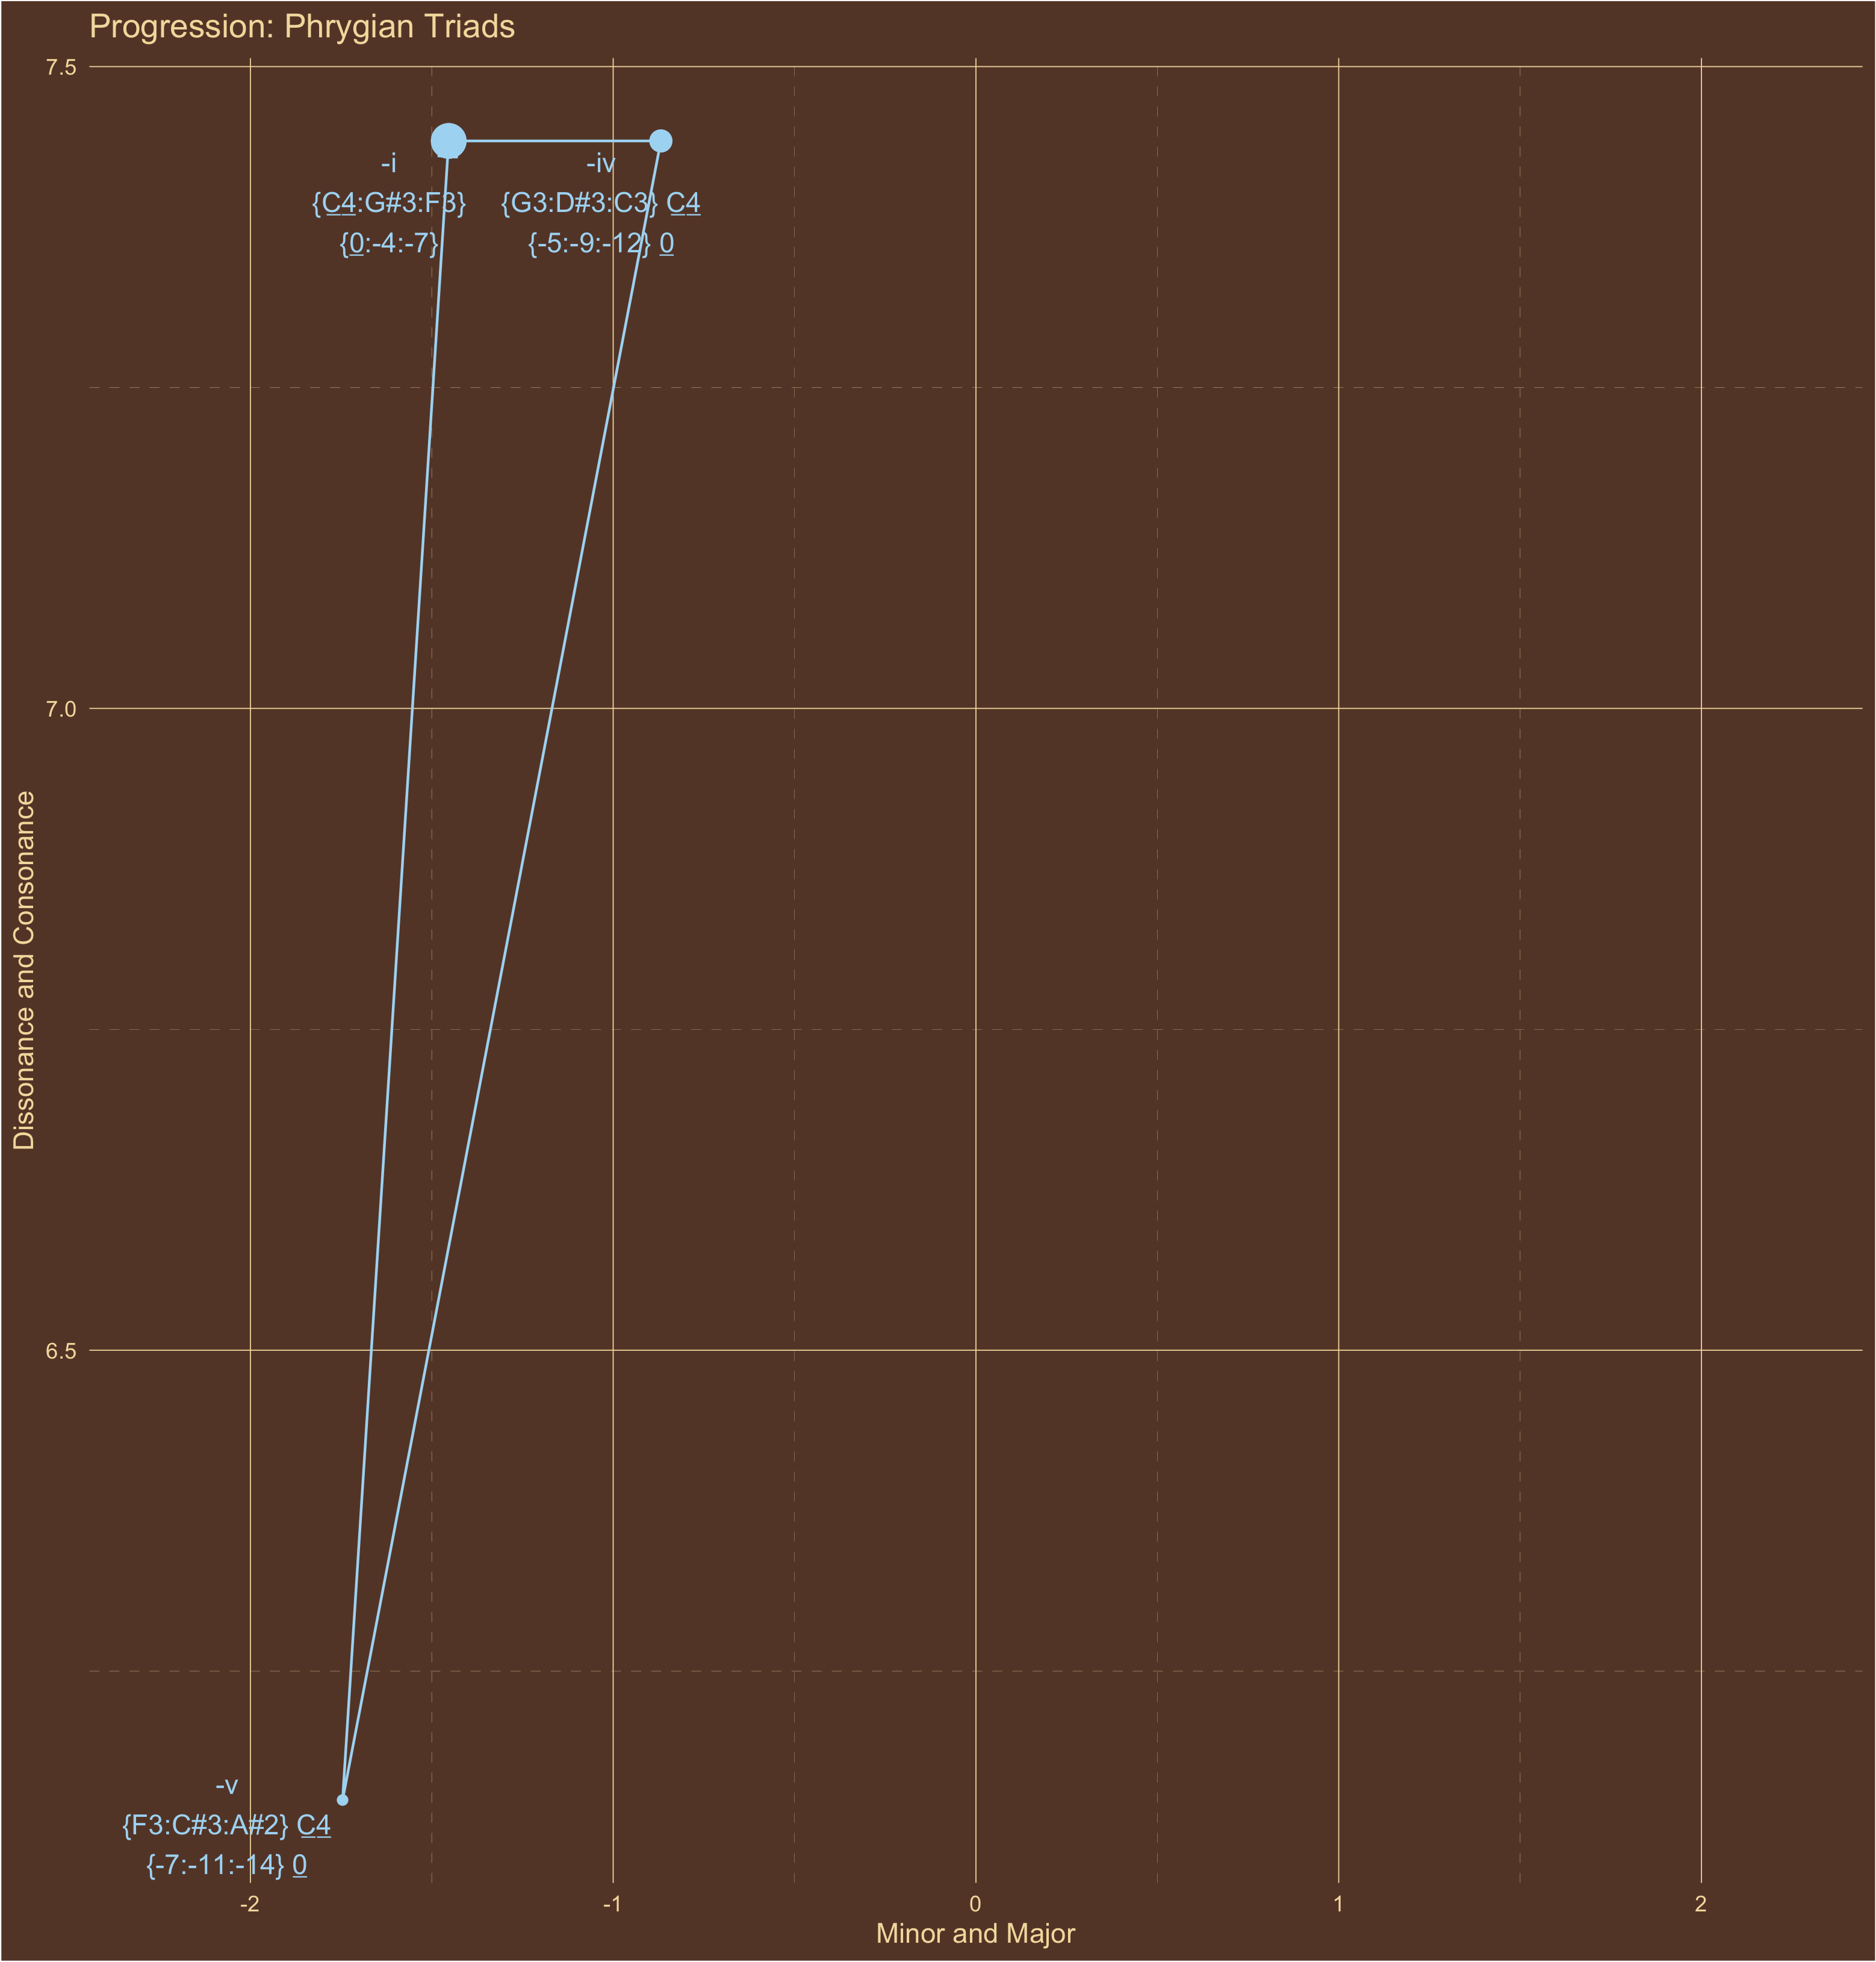 Progression: Phrygian Triads
7.5
-i
{C4:G#3:F3}
{0:-4:-7}
-iv
{G3:D#3:C3} C4
{-5:-9:-12} 0
7.0
Dissonance and Consonance
6.5
-v
{F3:C#3:A#2} C4
{-7:-11:-14} 0
-2
-1
0
1
2
Minor and Major